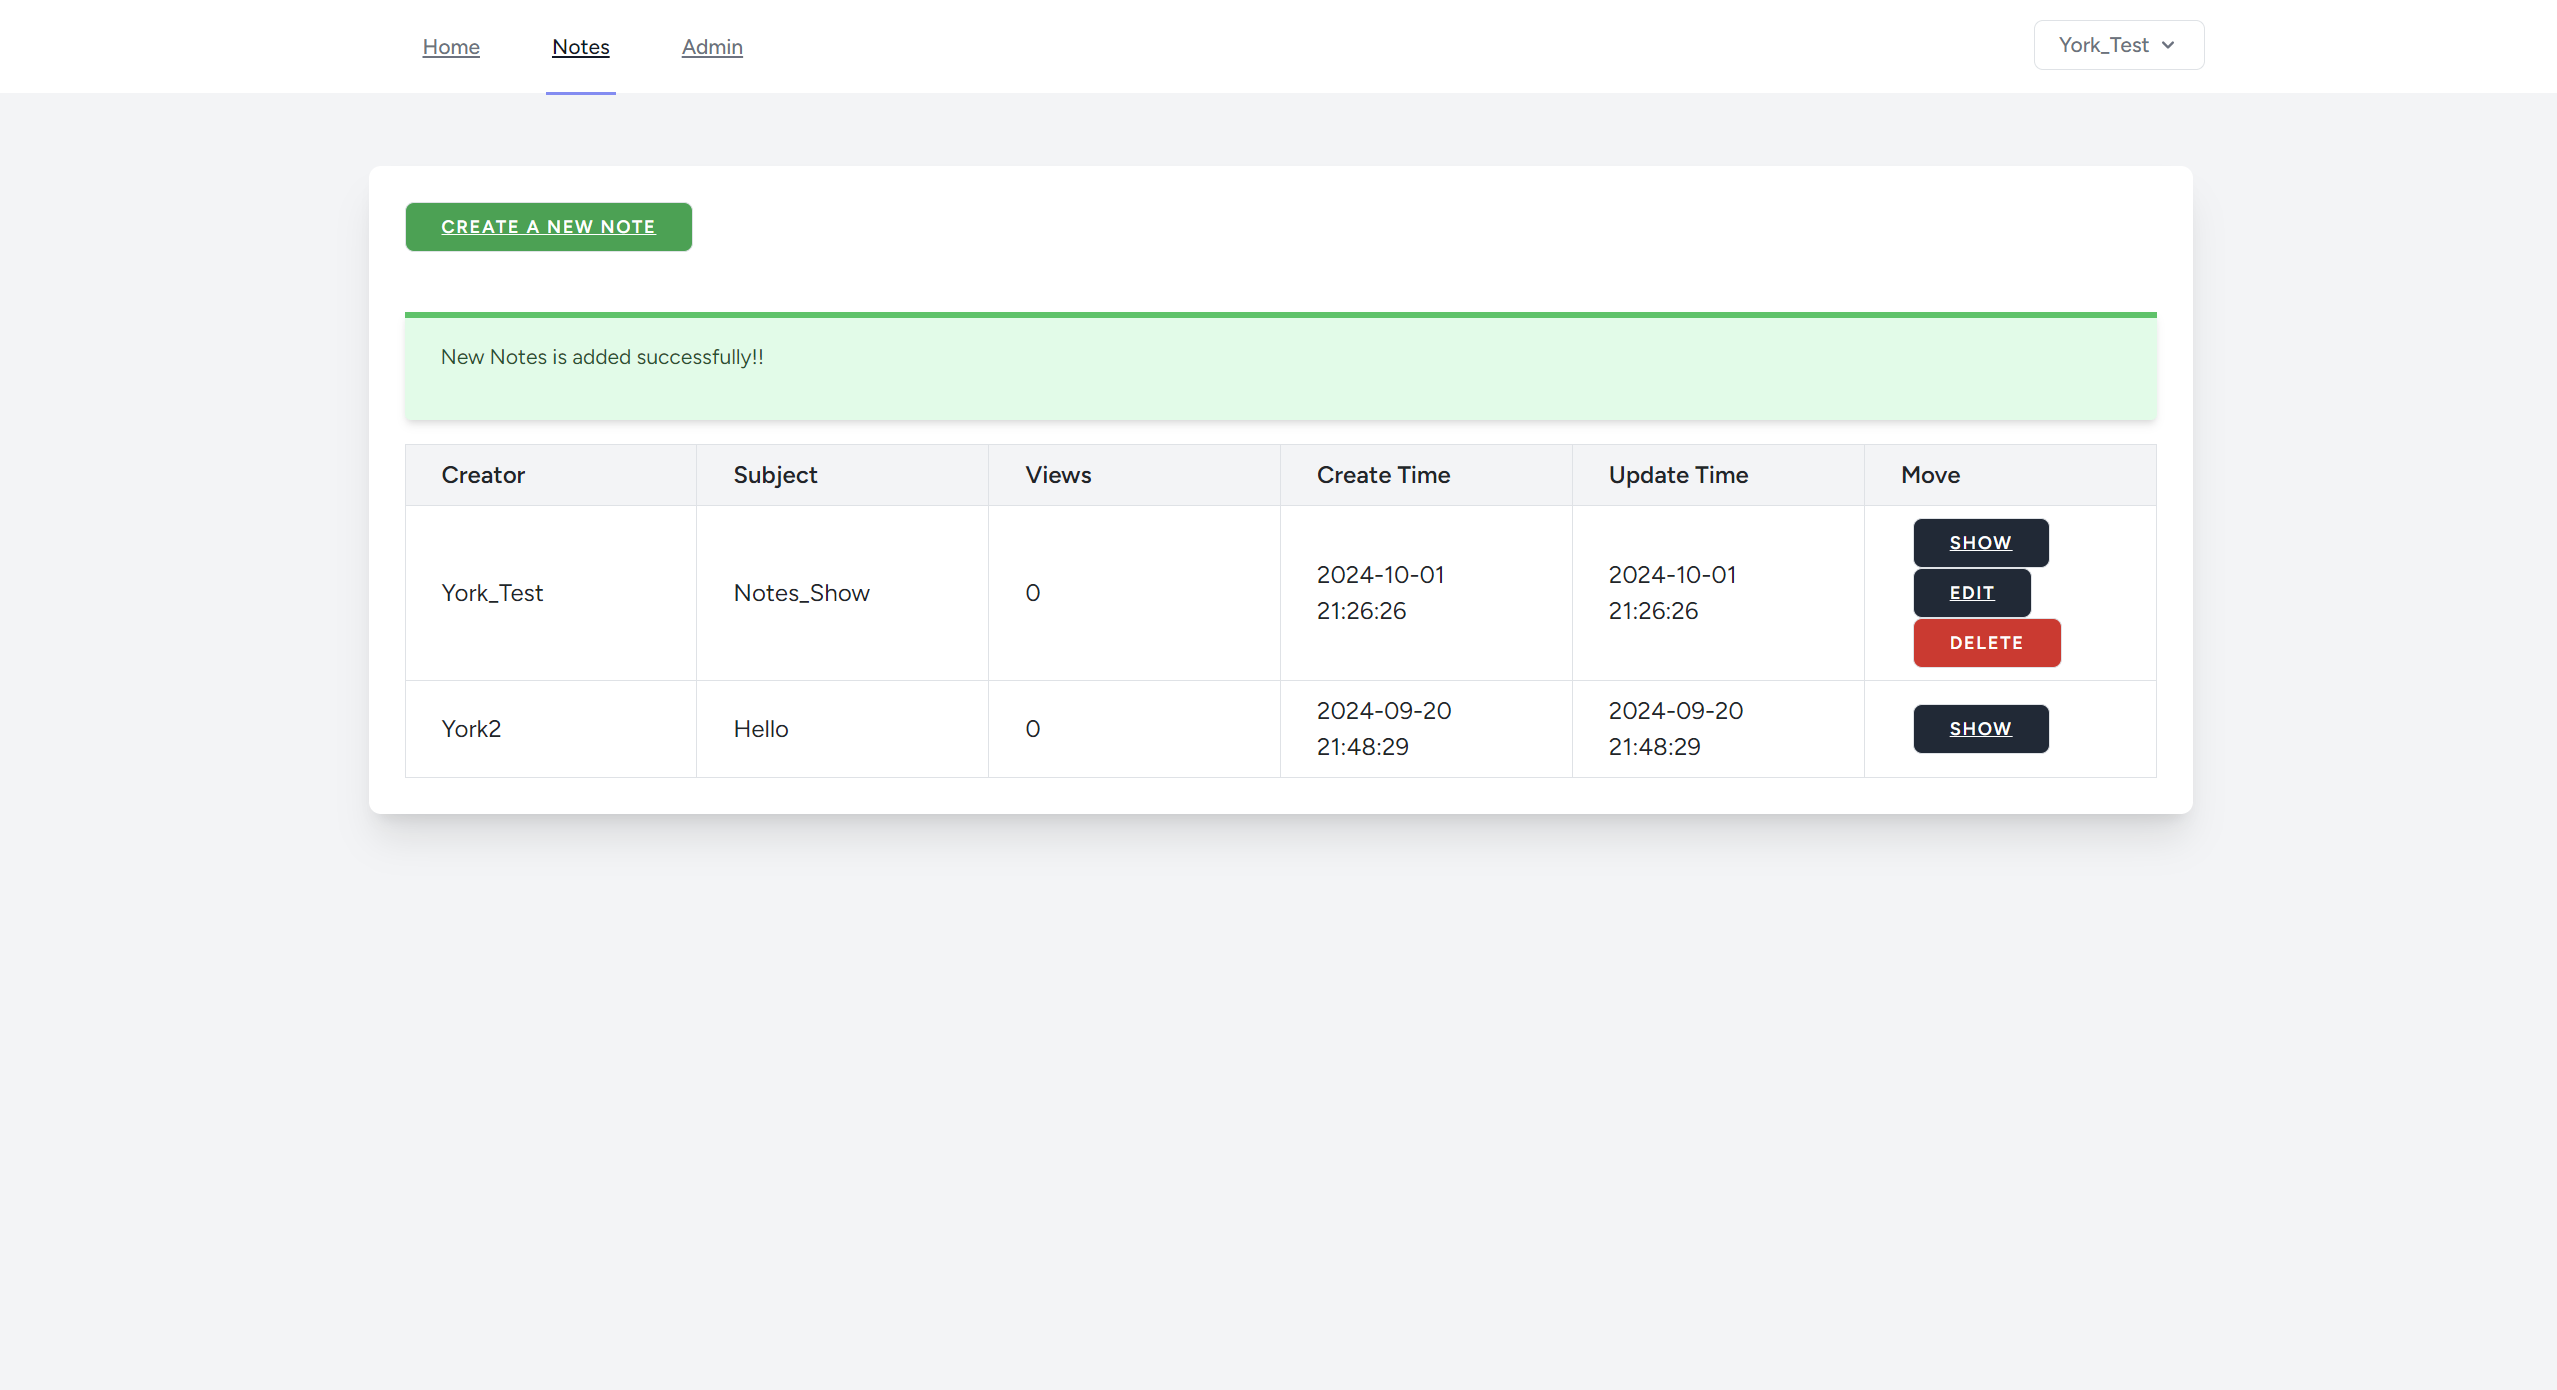 Home Notes Admin York_Test
CREATE A NEW NOTE
New Notes is added successfully!!
Creator Subject Views Create Time Update Time Move
York_Test Notes_Show 0 2024-10-01 21:26:26 2024-10-01 21:26:26 SHOW
EDIT
DELETE
York2 Hello 0 2024-09-20 21:48:29 2024-09-20 21:48:29 SHOW